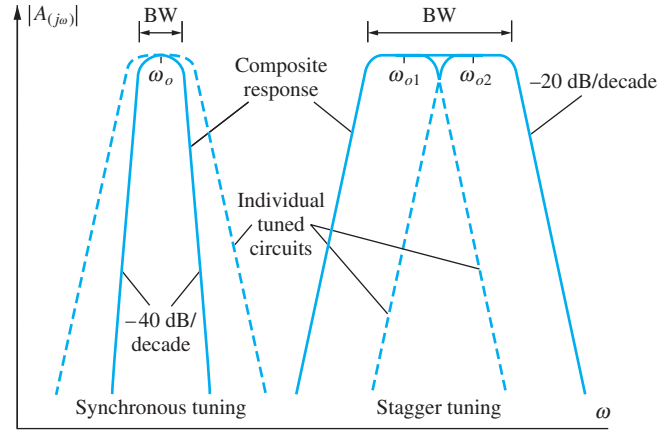 |A(jω)|
BW
BW
ωo
Composite
response
ωo1
ωo2
–20 dB/decade
Individual
tuned
circuits
–40 dB/
decade
Synchronous tuning
Stagger tuning
ω